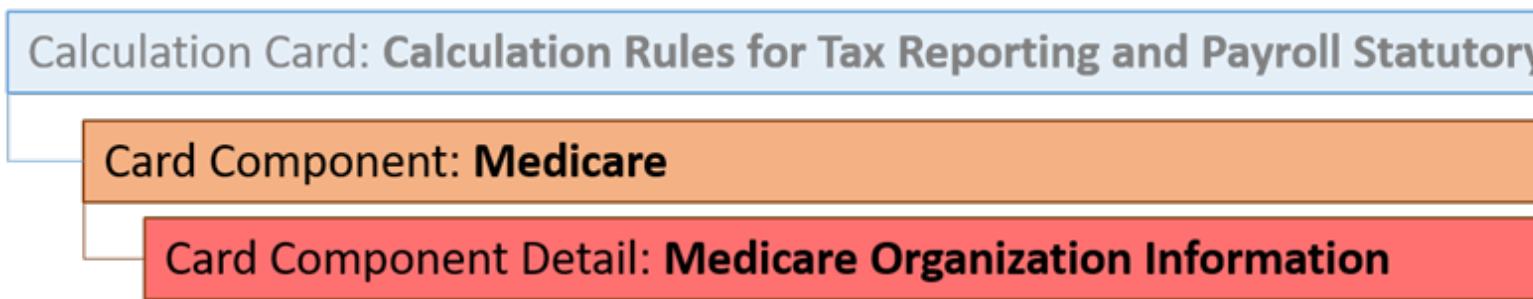 Calculation Card: Calculation Rules for Tax Reporting and Payroll Statutory
Card Component: Medicare
Card Component Detail: Medicare Organization Information